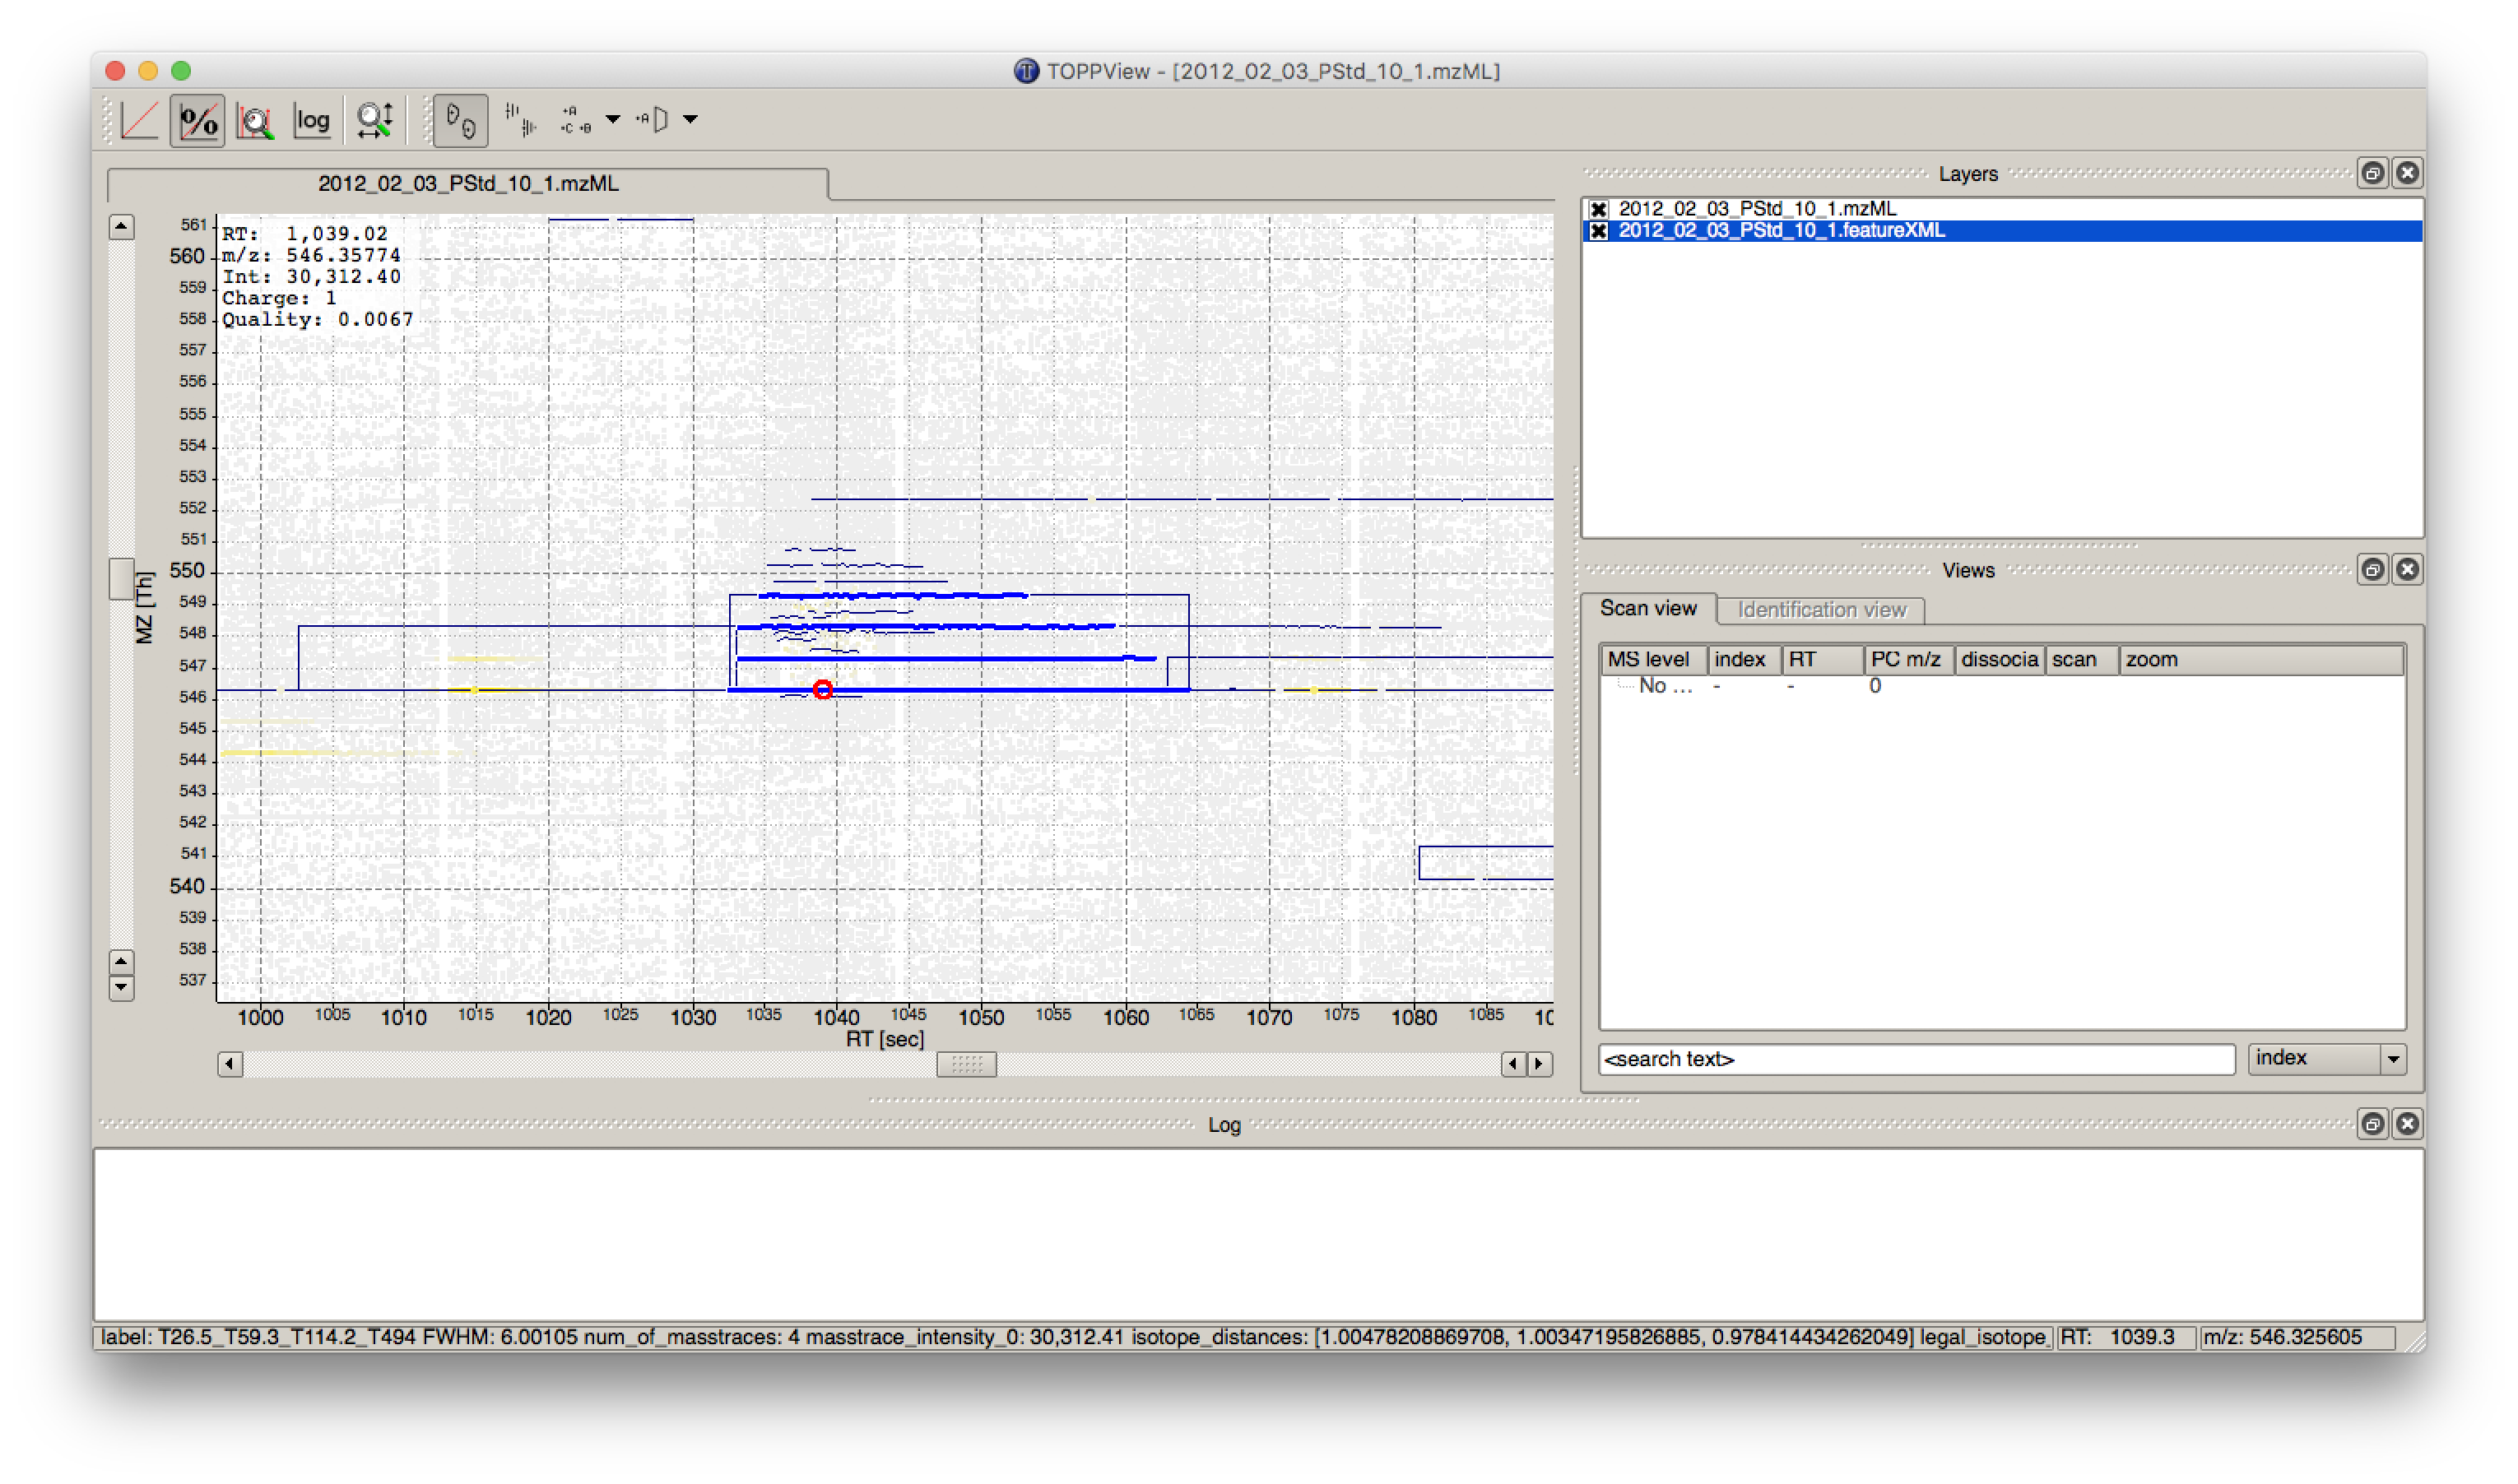 TOPPView - [2012_02_03_PStd_10_1.mzML]
% log
2012_02_03_PStd_10_1.mzML
RT: 1,039.02
m/z: 546.35774
Int: 30,312.40
Charge: 1
Quality: 0.0067
561
560
559
558
557
556
555
554
553
552
551
550
549
548
547
546
545
544
543
542
541
540
539
538
537
MZ [Th]
1000 1005 1010 1015 1020 1025 1030 1035 1040 1045 1050 1055 1060 1065 1070 1075 1080 1085 10
RT [sec]
Layers
2012_02_03_PStd_10_1.mzML
2012_02_03_PStd_10_1.featureXML
Views
Scan view Identification view
MS level index RT PC m/z dissocia scan zoom
No ... - - 0
<search text> index
Log
label: T26.5_T59.3_T114.2_T494 FWHM: 6.00105 num_of_masstraces: 4 masstrace_intensity_0: 30,312.41 isotope_distances: [1.00478208869708, 1.00347195826885, 0.978414434262049] legal_isotope_ RT: 1039.3 m/z: 546.325605